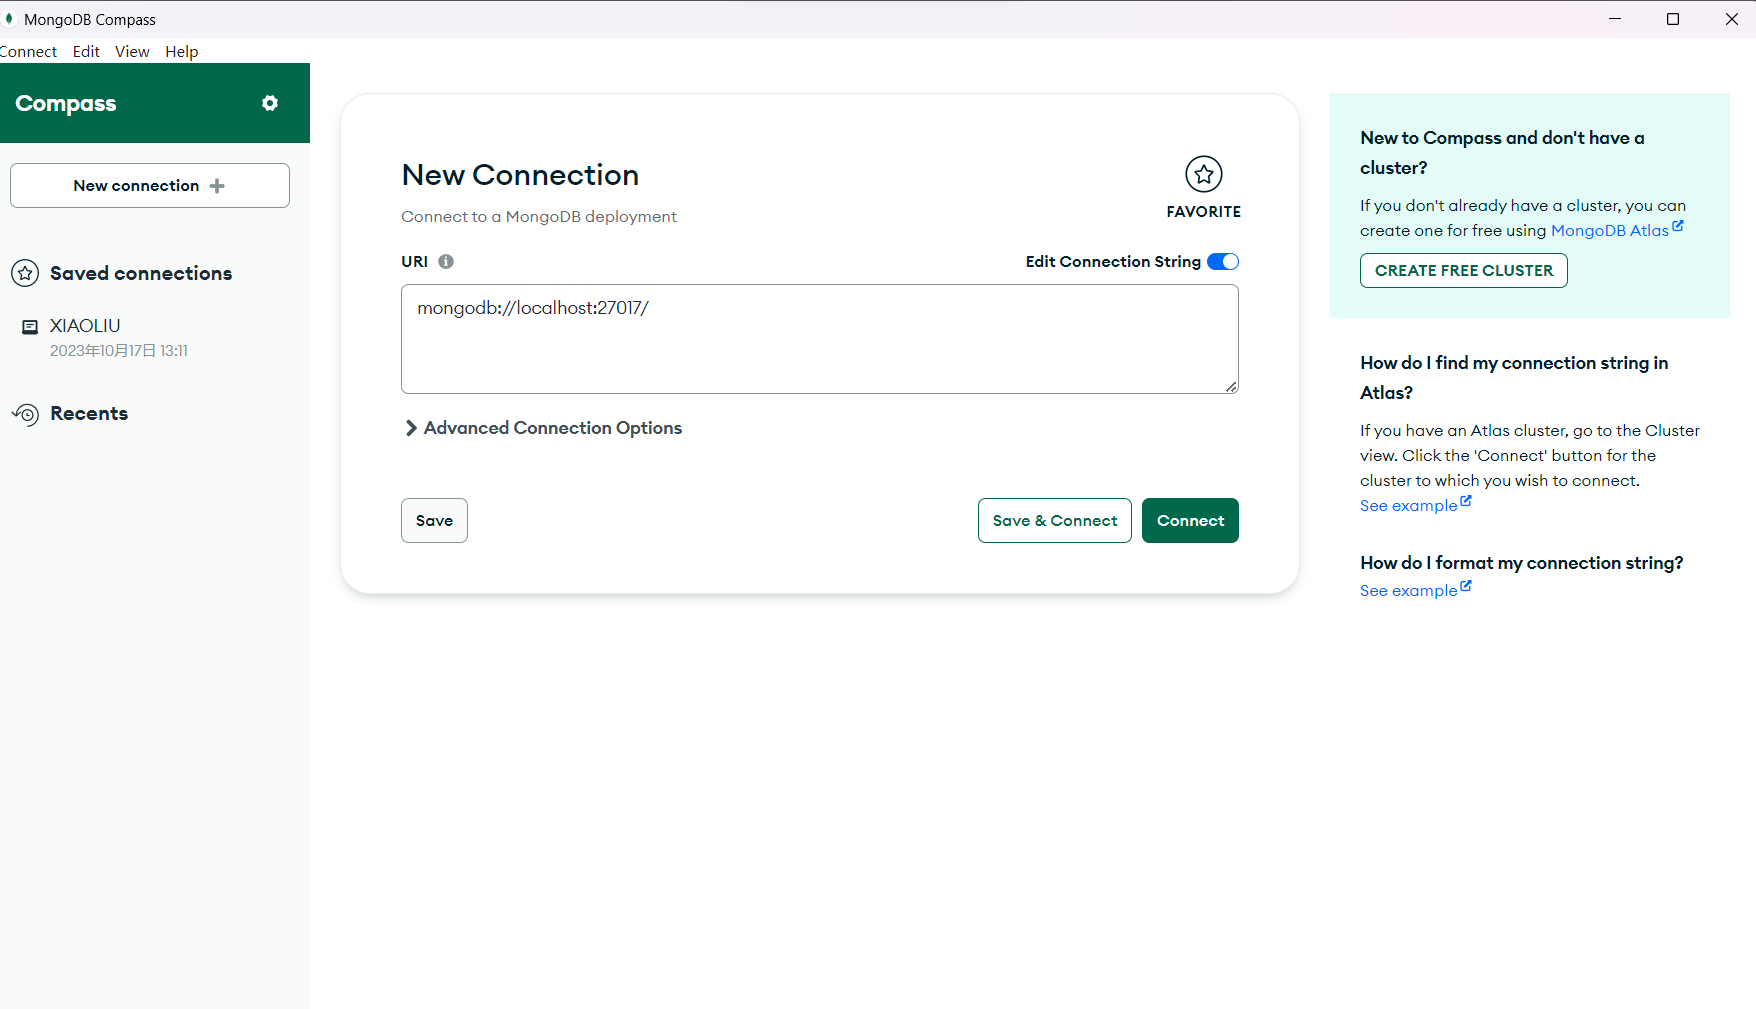 MongoDB Compass
Connect Edit View Help
Compass
New connection
Saved connections
XIAOLIU
2023年10月17日 13:11
Recents
New Connection
Connect to a MongoDB deployment
FAVORITE
URI
Edit Connection String
mongodb://localhost:27017/
Advanced Connection Options
Save
Save & Connect
Connect
New to Compass and don't have a
cluster?
If you don't already have a cluster, you can
create one for free using MongoDB Atlas
CREATE FREE CLUSTER
How do I find my connection string in
Atlas?
If you have an Atlas cluster, go to the Cluster
view. Click the 'Connect' button for the
cluster to which you wish to connect.
See example
How do I format my connection string?
See example